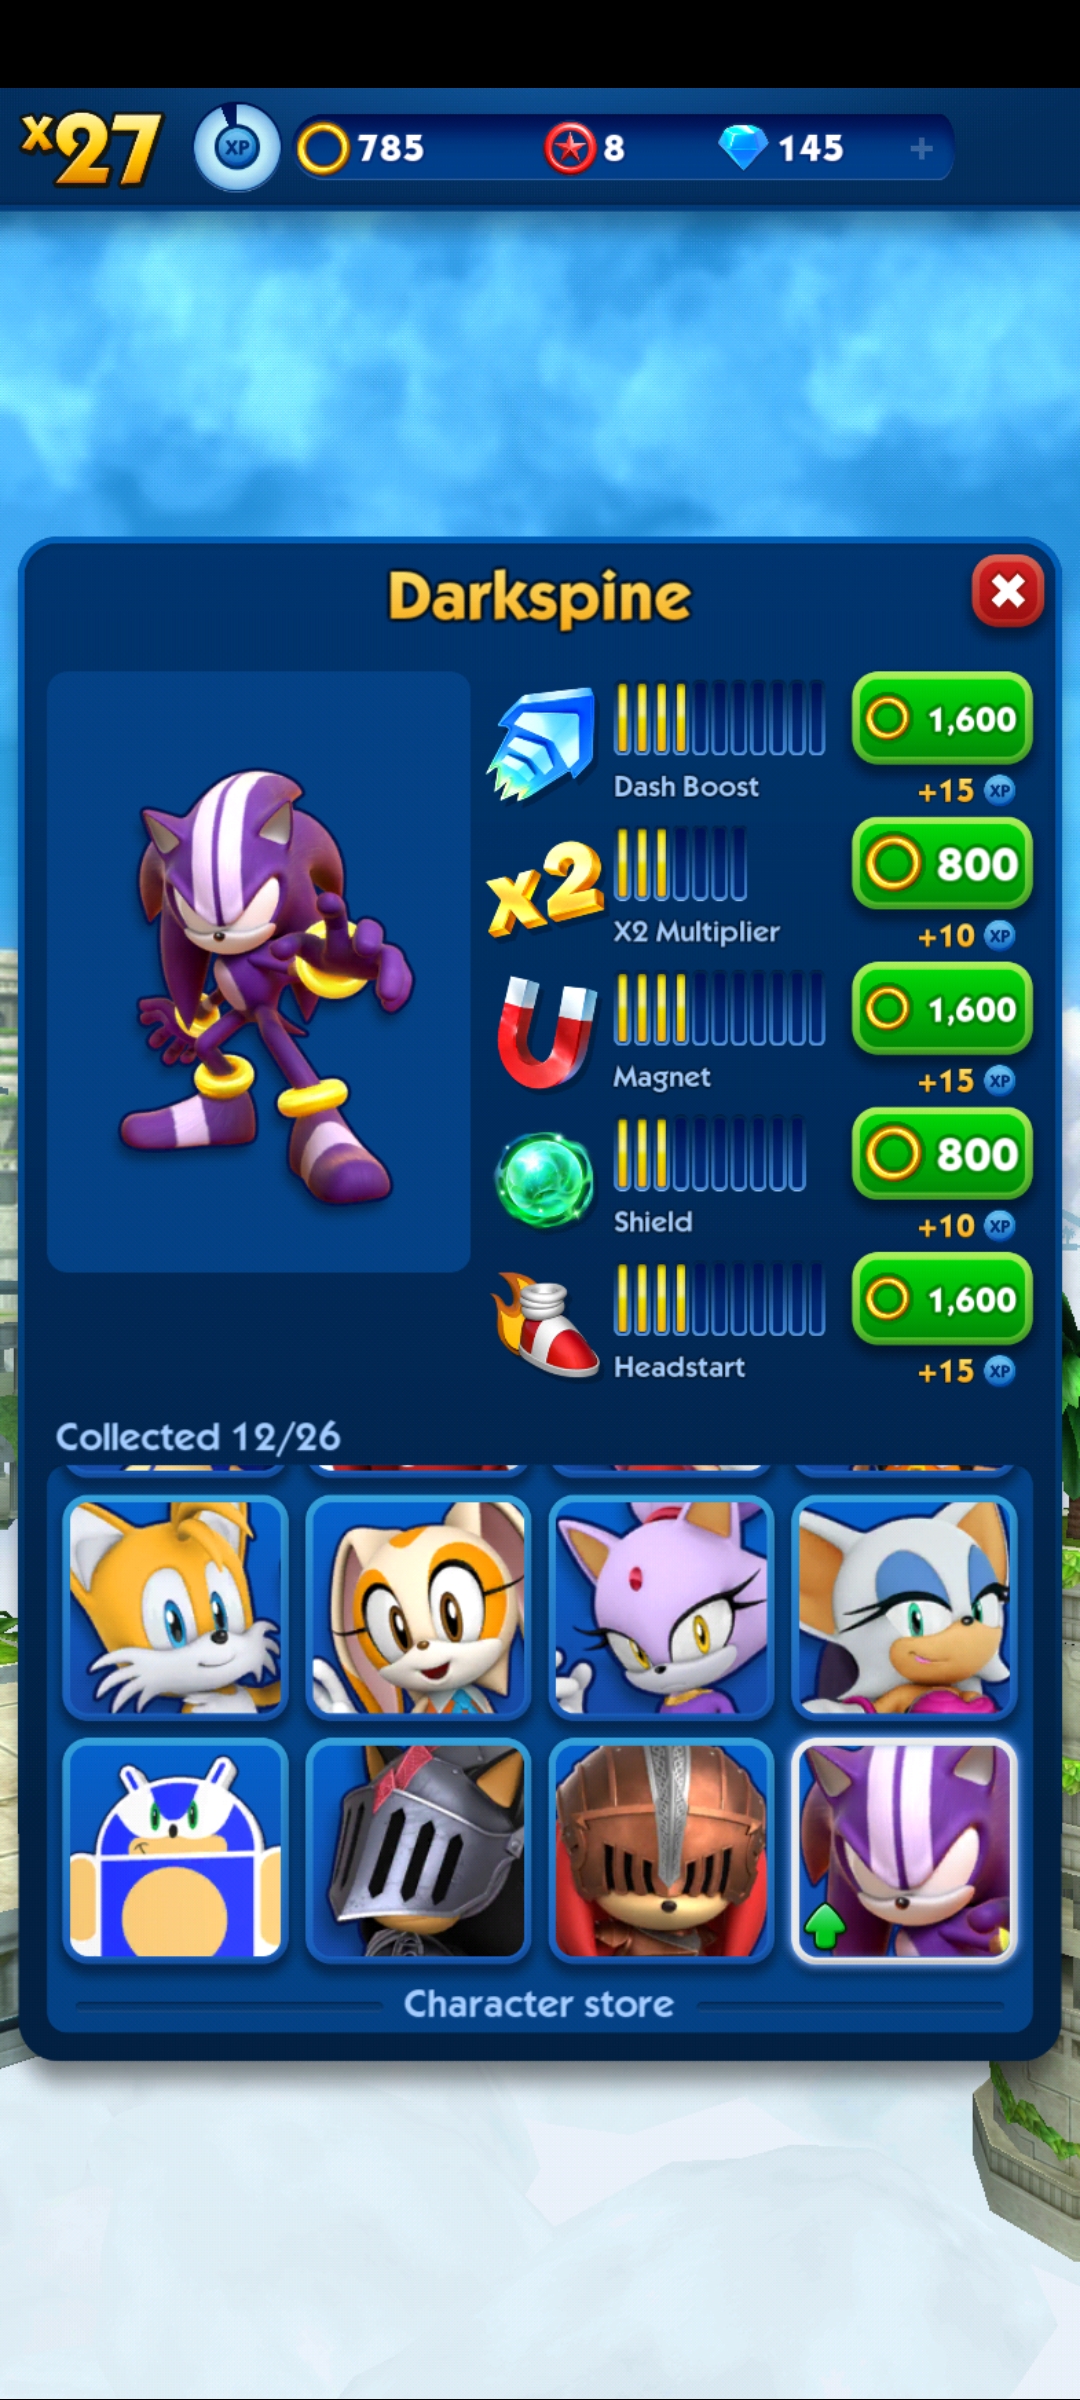 x27
XP
785
8
145
+
Darkspine
1,600
Dash Boost
+15 XP
x2
800
X2 Multiplier
+10 XP
1,600
Magnet
+15 XP
800
Shield
+10 XP
1,600
Headstart
+15 XP
Collected 12/26
Character store